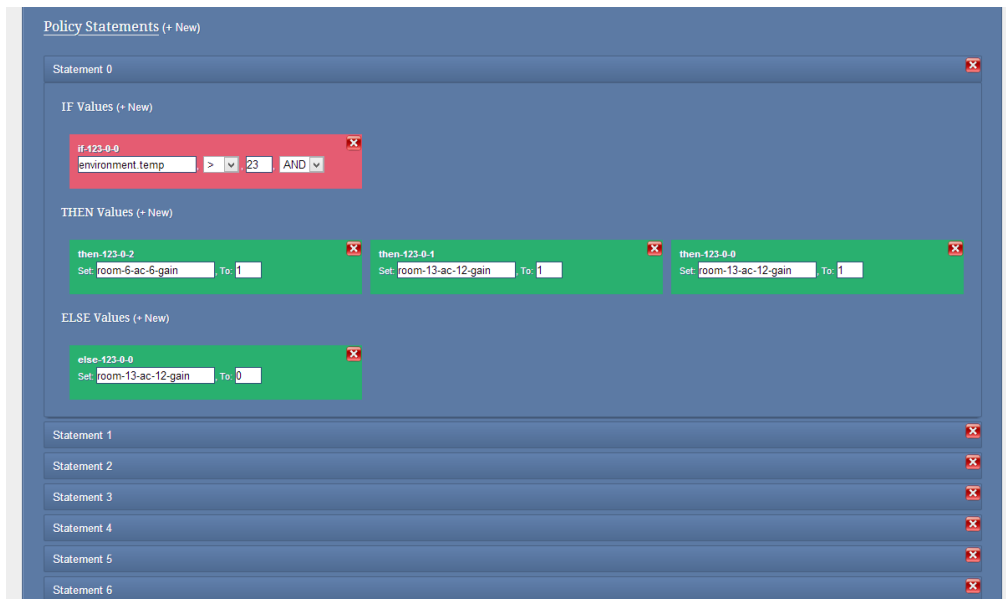 Policy Statements (+ New)
Statement 0
IF Values (+ New)
if-123-0-0
environment.temp , > , 23 , AND
THEN Values (+ New)
then-123-0-2
Set: room-6-ac-6-gain , To: 1
then-123-0-1
Set: room-13-ac-12-gain , To: 1
then-123-0-0
Set: room-13-ac-12-gain , To: 1
ELSE Values (+ New)
else-123-0-0
Set: room-13-ac-12-gain , To: 0
Statement 1
Statement 2
Statement 3
Statement 4
Statement 5
Statement 6